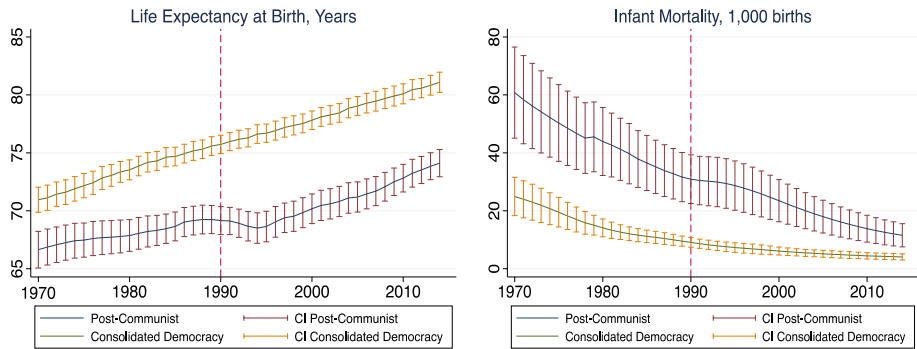 Life Expectancy at Birth, Years
85
80
75
70
65
1970 1980 1990 2000 2010
Post-Communist CI Post-Communist
Consolidated Democracy CI Consolidated Democracy
Infant Mortality, 1,000 births
80
60
40
20
0
1970 1980 1990 2000 2010
Post-Communist CI Post-Communist
Consolidated Democracy CI Consolidated Democracy